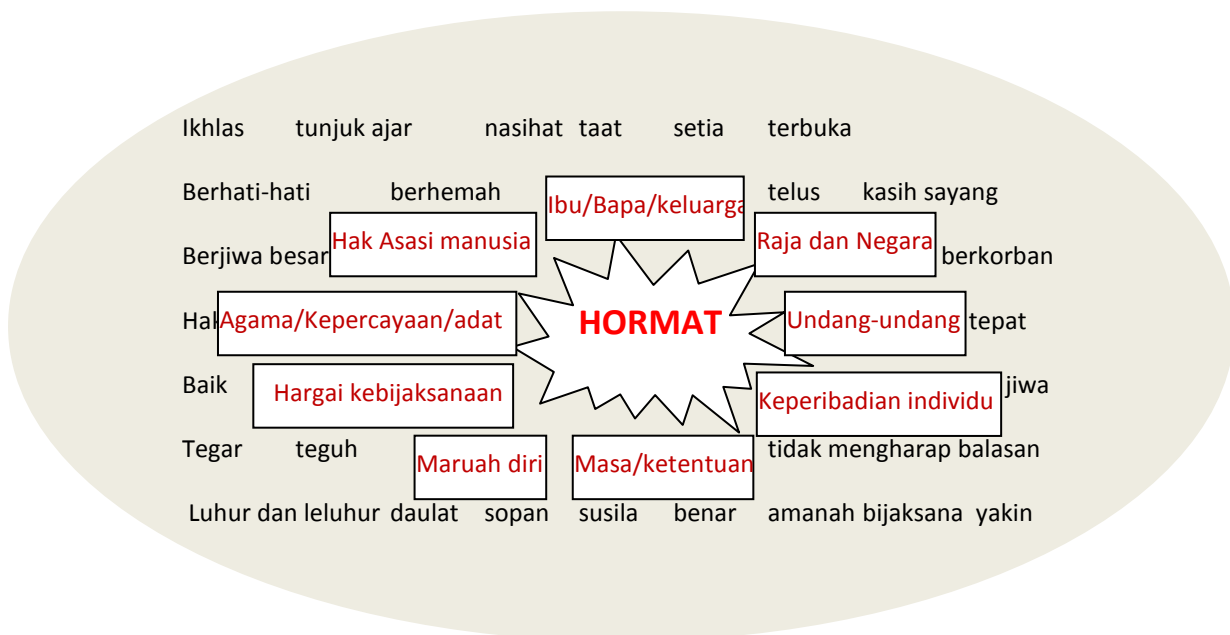 Ikhlas tunjuk ajar nasihat taat setia terbuka
Berhati-hati berhemah Ibu/Bapa/keluarga telus kasih sayang
Berjiwa besar Hak Asasi manusia Raja dan Negara berkorban
Hak Agama/Kepercayaan/adat HORMAT Undang-undang tepat
Baik Hargai kebijaksanaan Keperibadian individu jiwa
Tegar teguh Maruah diri Masa/ketentuan tidak mengharap balasan
Luhur dan leluhur daulat sopan susila benar amanah bijaksana yakin